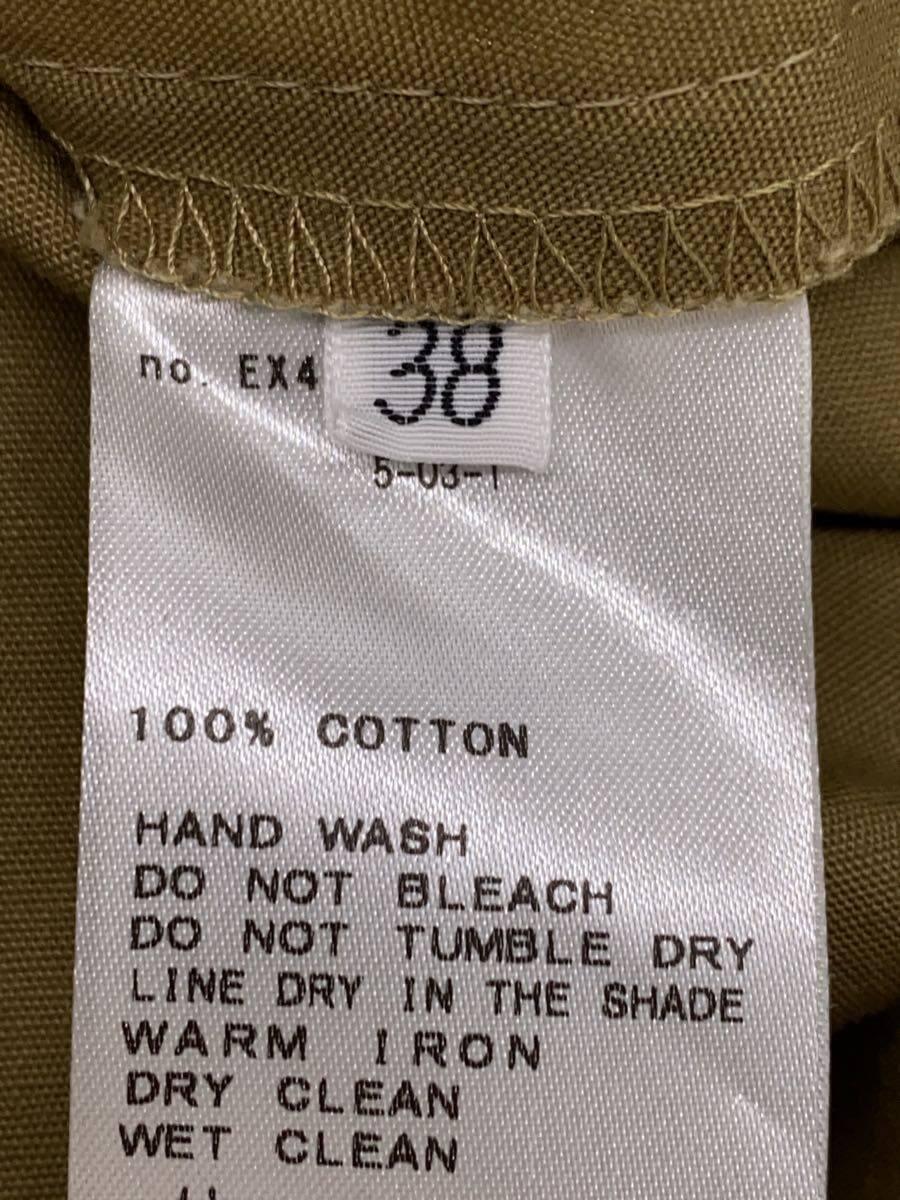 no. EX4
38
5-03-1
100% COTTON
HAND WASH
DO NOT BLEACH
DO NOT TUMBLE DRY
LINE DRY IN THE SHADE
WARM IRON
DRY CLEAN
WET CLEAN